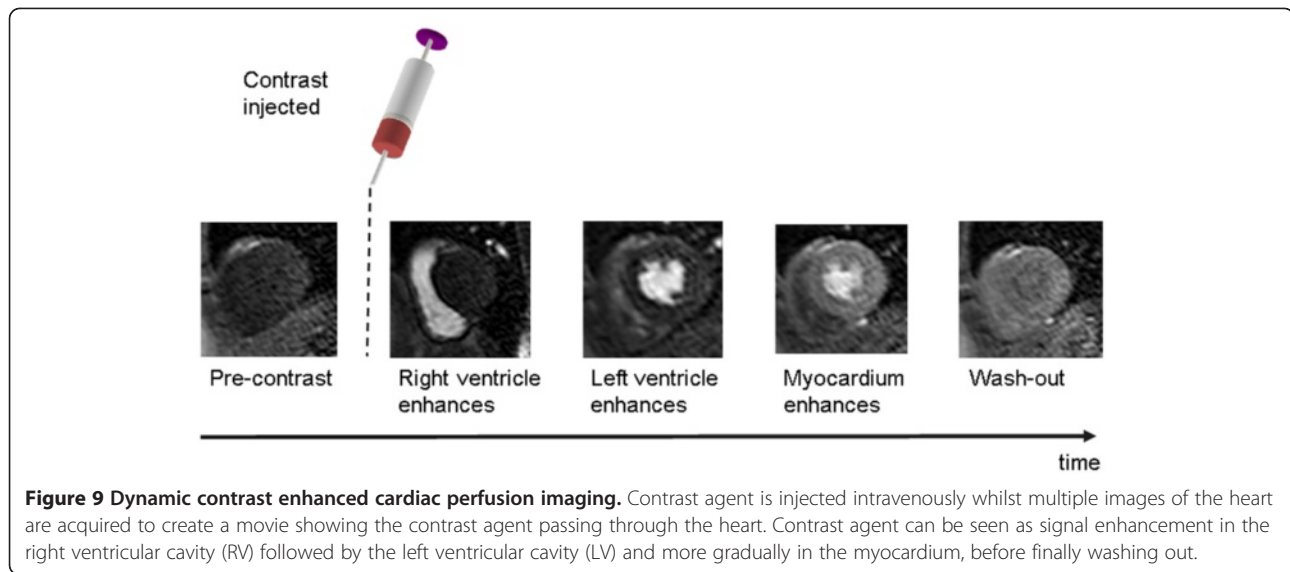 Contrast
injected
Pre-contrast
Right ventricle
enhances
Left ventricle
enhances
Myocardium
enhances
Wash-out
time
Figure 9 Dynamic contrast enhanced cardiac perfusion imaging. Contrast agent is injected intravenously whilst multiple images of the heart
are acquired to create a movie showing the contrast agent passing through the heart. Contrast agent can be seen as signal enhancement in the
right ventricular cavity (RV) followed by the left ventricular cavity (LV) and more gradually in the myocardium, before finally washing out.